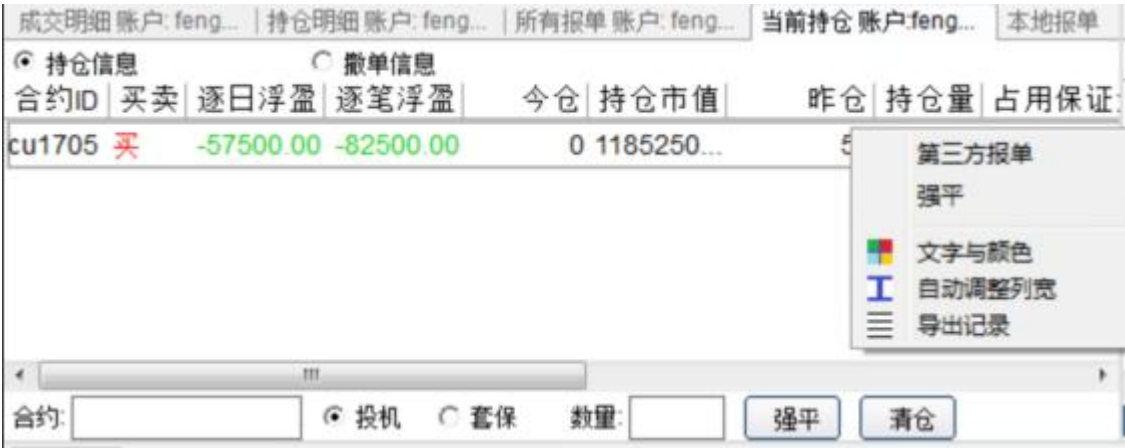 成交明细 账户: feng... 持仓明细 账户: feng... 所有报单 账户: feng... 当前持仓 账户:feng... 本地报单
持仓信息 撤单信息
合约ID 买卖 逐日浮盈 逐笔浮盈 今仓 持仓市值 昨仓 持仓量 占用保证
cu1705 买 -57500.00 -82500.00 0 1185250... 5
第三方报单
强平
文字与颜色
自动调整列宽
导出记录
合约: 投机 套保 数量: 强平 清仓